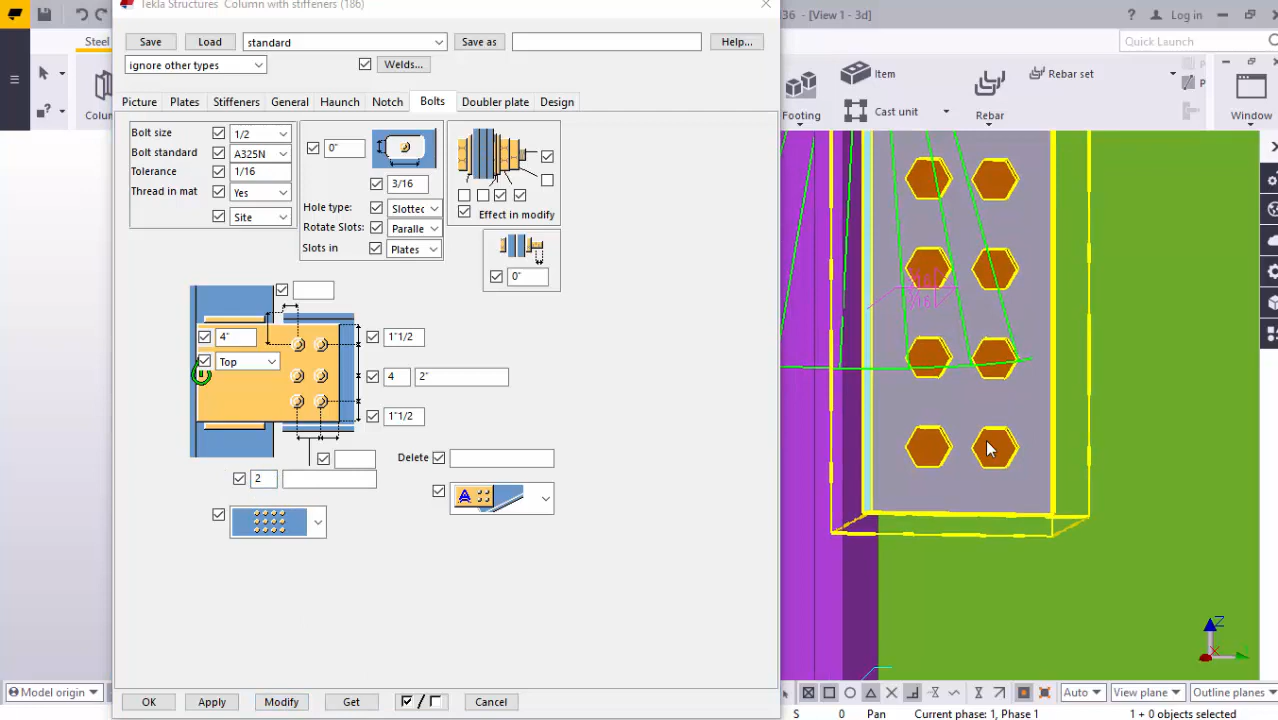 Tekla Structures Column with stiffeners (186)
36 - [View 1 - 3d]
Log in
Save Load standard Save as Help...
Steel
Quick Launch
ignore other types Welds...
Item
Rebar set
Picture Plates Stiffeners General Haunch Notch Bolts Doubler plate Design
Colum
Footing
Cast unit
Rebar
Window
Bolt size 1/2
Bolt standard A325N
Tolerance 1/16
Thread in mat Yes
Site
0"
3/16
Hole type: Slottec
Rotate Slots: Paralle
Slots in Plates
Effect in modify
0"
4"
Top
1"1/2
4 2"
1"1/2
2
Delete
OK Apply Modify Get / Cancel
Model origin
Auto View plane Outline planes
S 0 Pan Current phase: 1, Phase 1 1 + 0 objects selected
Z